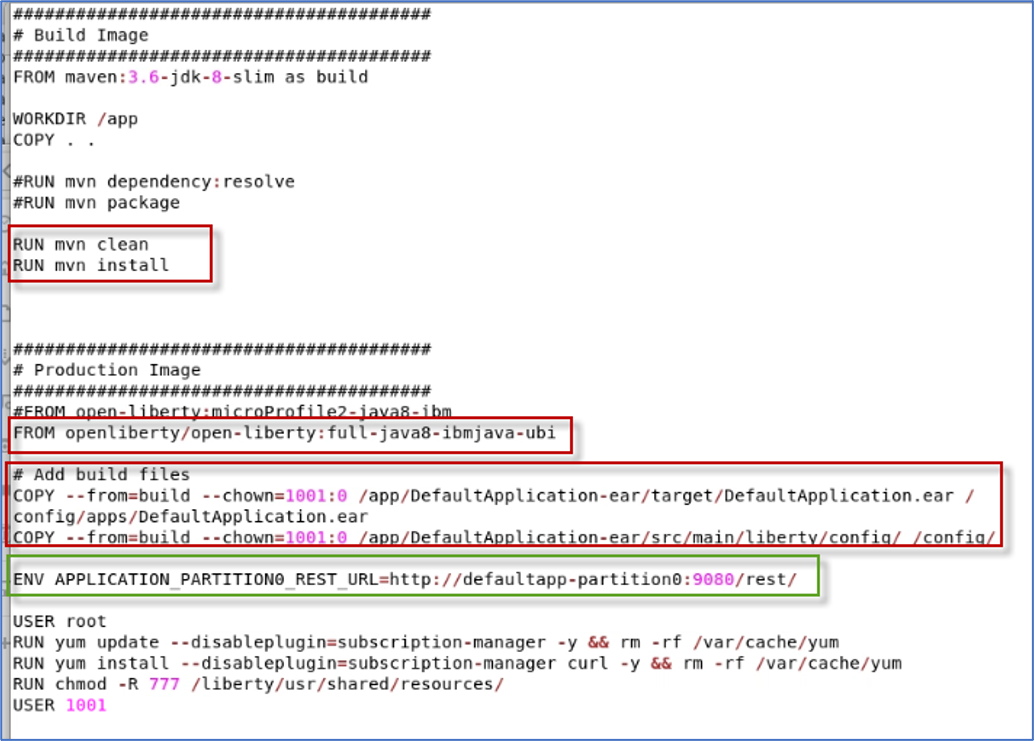 ########################################
# Build Image
########################################
FROM maven:3.6-jdk-8-slim as build
WORKDIR /app
COPY . .
#RUN mvn dependency:resolve
#RUN mvn package
RUN mvn clean
RUN mvn install
########################################
# Production Image
########################################
#FROM open-liberty:microProfile2-java8-ibm
FROM openliberty/open-liberty:full-java8-ibmjava-ubi
# Add build files
COPY --from=build --chown=1001:0 /app/DefaultApplication-ear/target/DefaultApplication.ear /
config/apps/DefaultApplication.ear
COPY --from=build --chown=1001:0 /app/DefaultApplication-ear/src/main/liberty/config/ /config/
ENV APPLICATION_PARTITION0_REST_URL=http://defaultapp-partition0:9080/rest/
USER root
RUN yum update --disableplugin=subscription-manager -y && rm -rf /var/cache/yum
RUN yum install --disableplugin=subscription-manager curl -y && rm -rf /var/cache/yum
RUN chmod -R 777 /liberty/usr/shared/resources/
USER 1001